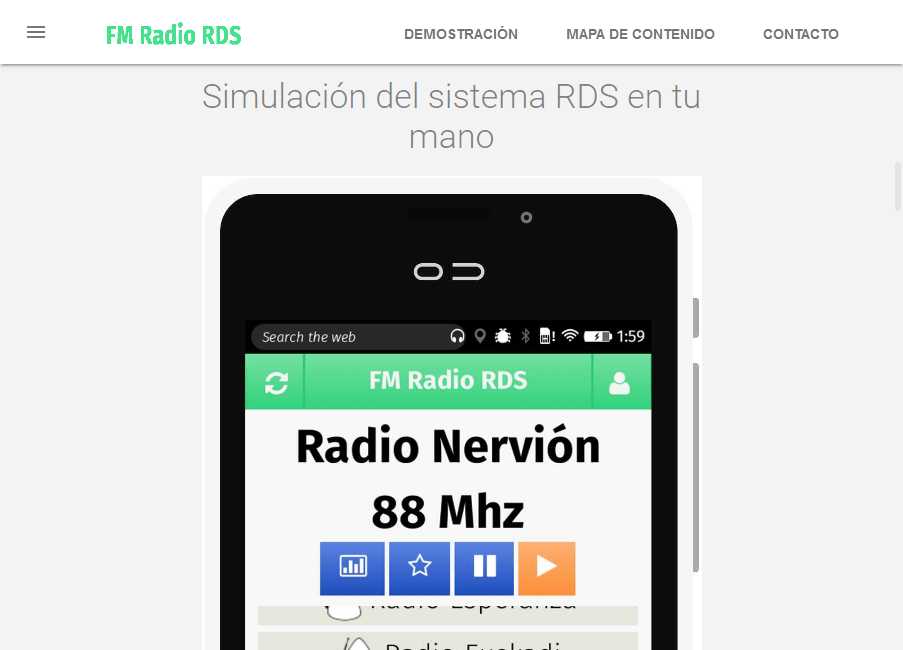 FM Radio RDS
DEMOSTRACIÓN
MAPA DE CONTENIDO
CONTACTO
Simulación del sistema RDS en tu
mano
Search the web
1:59
FM Radio RDS
Radio Nervión
88 Mhz
Radio Esperanza
Radio Euskadi